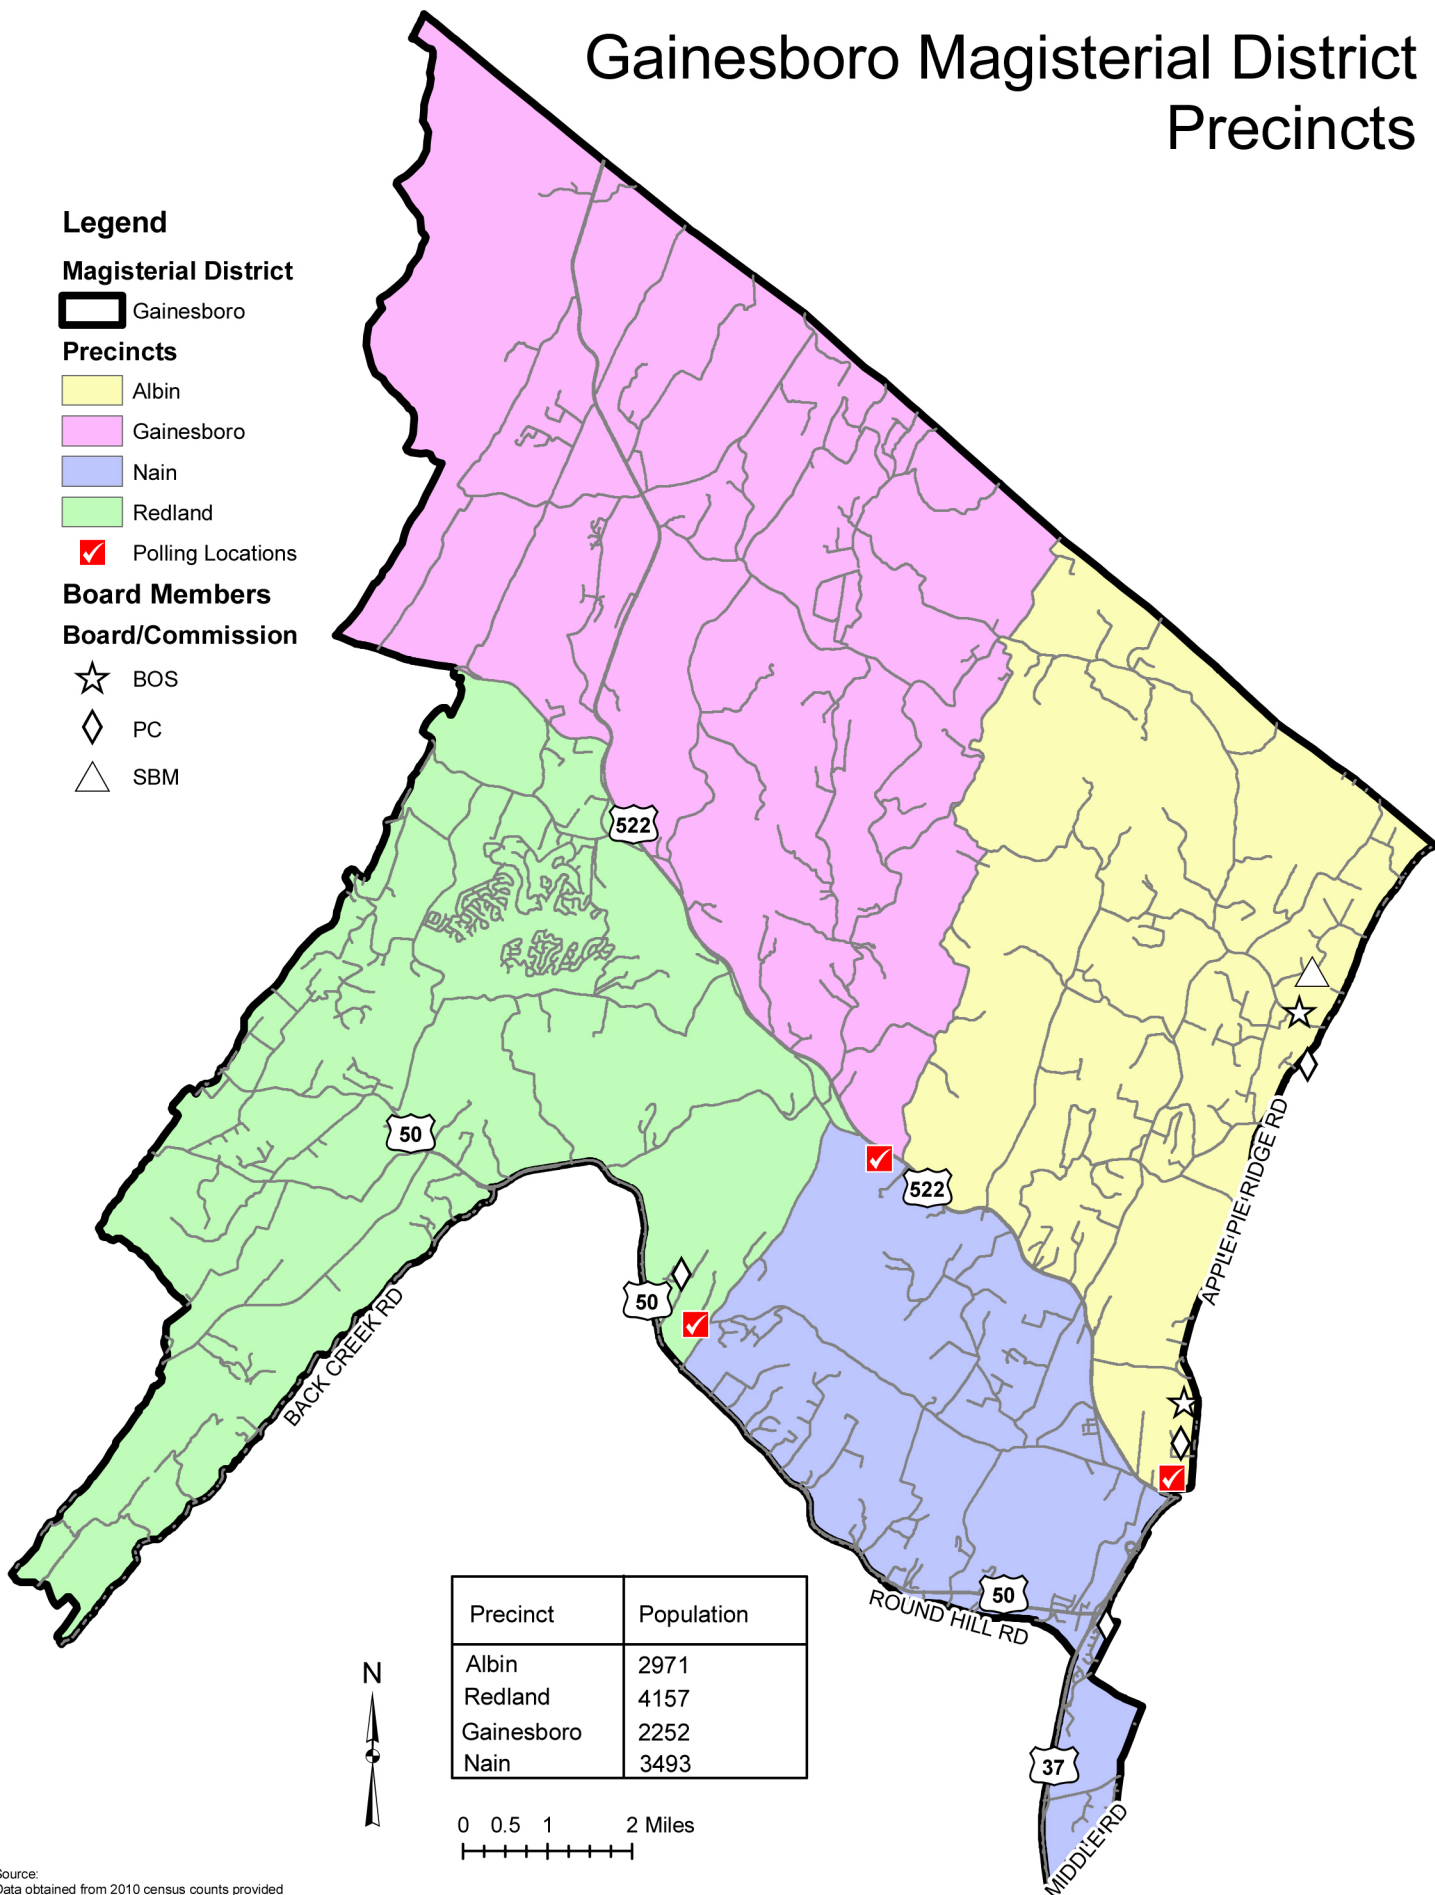 Gainesboro Magisterial District
Precincts
Legend
Magisterial District
Gainesboro
Precincts
Albin
Gainesboro
Nain
Redland
Polling Locations
Board Members
Board/Commission
BOS
PC
SBM
522
50
522
50
APPLE PIE RIDGE RD
BACK CREEK RD
50
ROUND HILL RD
37
MIDDLE RD
Precinct Population
Albin 2971
Redland 4157
Gainesboro 2252
Nain 3493
N
0 0.5 1 2 Miles
Source:
Data obtained from 2010 census counts provided